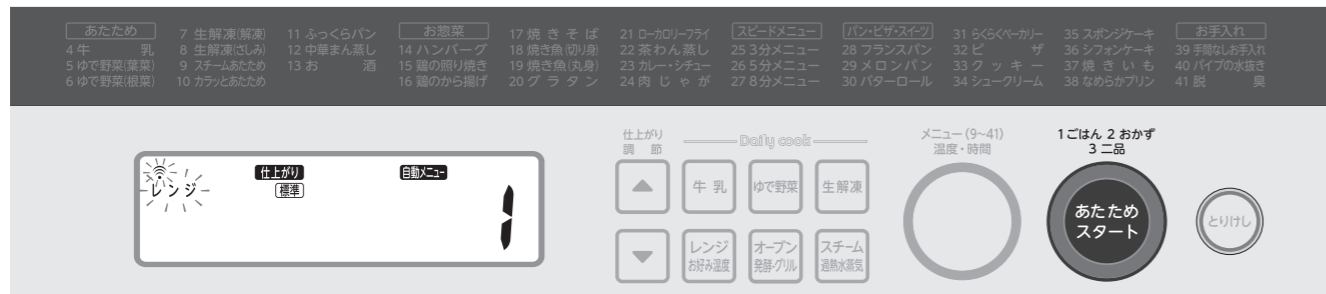 あたため
4 牛乳
5 ゆで野菜(葉菜)
6 ゆで野菜(根菜)
7 生解凍(解凍)
8 生解凍(さしみ)
9 スチームあたため
10 カラッとあたため
11 ふっくらパン
12 中華まん蒸し
13 お酒
お惣菜
14 ハンバーグ
15 鶏の照り焼き
16 鶏のから揚げ
17 焼きそば
18 焼き魚(切り身)
19 焼き魚(丸身)
20 グラタン
21 ローカロリーフライ
22 茶わん蒸し
23 カレー・シチュー
24 肉じゃが
スピードメニュー
25 3分メニュー
26 5分メニュー
27 8分メニュー
パン・ピザ・スイーツ
28 フランスパン
29 メロンパン
30 バターロール
31 らくらくベーカリー
32 ピザ
33 クッキー
34 シュークリーム
35 スポンジケーキ
36 シフォンケーキ
37 焼きいも
38 なめらかプリン
お手入れ
39 手間なしお手入れ
40 パイプの水抜き
41 脱臭
レンジ
仕上がり
標準
自動メニュー
1
仕上がり
調節
Daily cook
牛乳
ゆで野菜
生解凍
レンジ
お好み温度
オーブン
発酵・グリル
スチーム
過熱水蒸気
メニュー(9~41)
温度・時間
1 ごはん 2 おかず
3 二品
あたため
スタート
とりけし